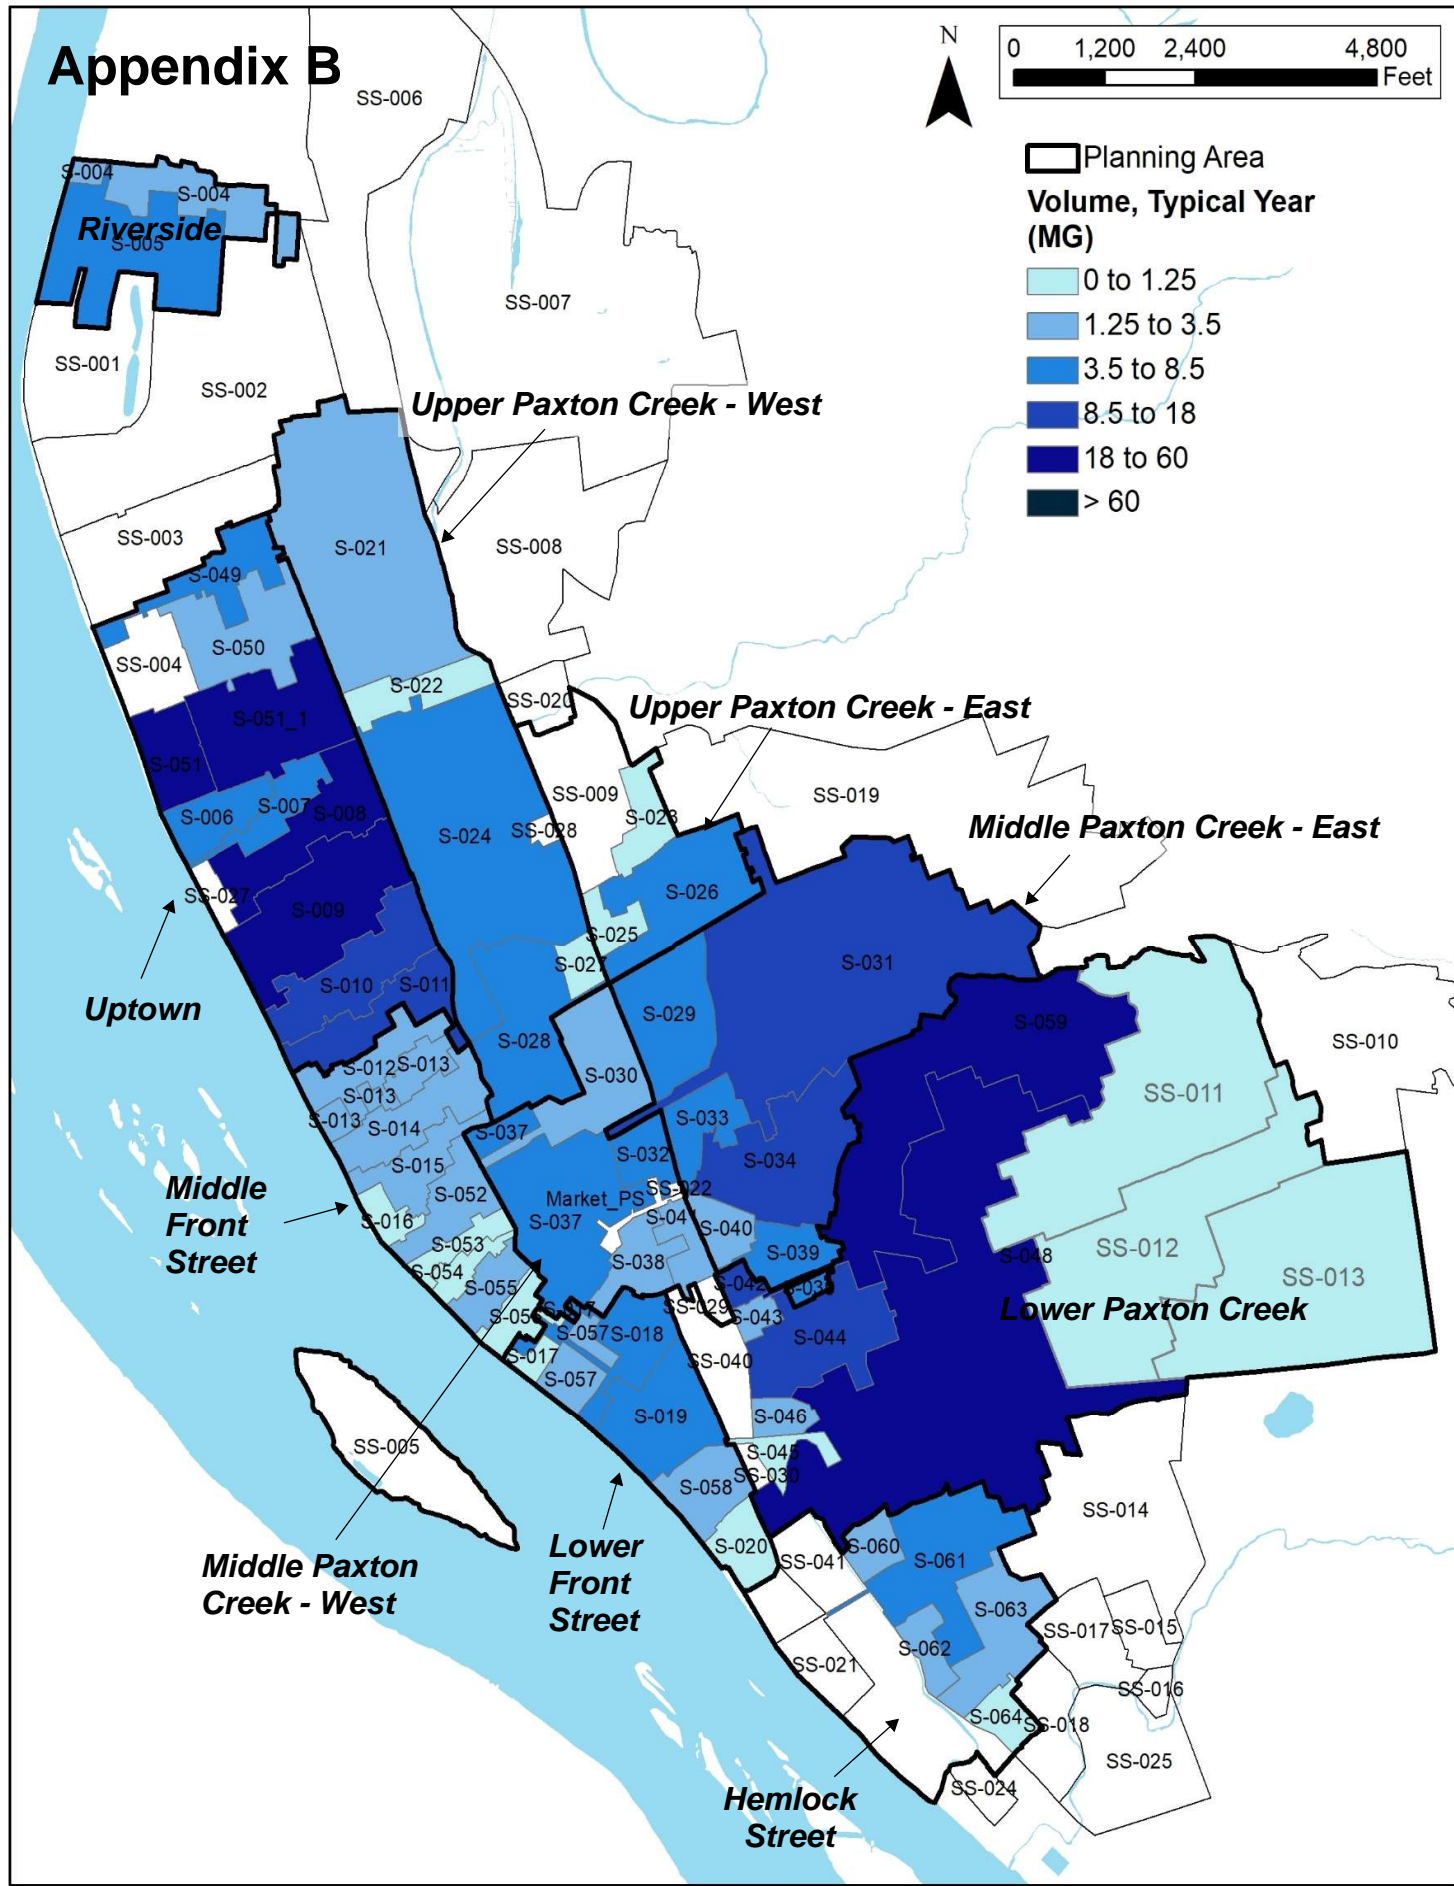 Appendix B
N
0 1,200 2,400 4,800
Feet
Planning Area
Volume, Typical Year
(MG)
0 to 1.25
1.25 to 3.5
3.5 to 8.5
8.5 to 18
18 to 60
> 60
SS-006
S-004
S-004
Riverside
S-005
SS-007
SS-001
SS-002
Upper Paxton Creek - West
SS-003
S-021
SS-008
S-049
S-050
SS-004
S-022
SS-020
Upper Paxton Creek - East
S-051_1
S-051
SS-009
SS-019
S-006
S-007
S-008
S-024
SS-028
S-023
Middle Paxton Creek - East
SS-027
S-009
S-026
S-025
S-027
S-031
S-010
S-011
Uptown
S-029
S-059
SS-010
S-028
S-012
S-013
S-030
SS-011
S-013
S-013
S-014
S-033
S-037
S-015
S-032
S-034
Middle
Front
Street
S-052
Market_PS
SS-022
S-016
S-037
S-041
S-040
S-053
S-038
S-039
S-048
SS-012
SS-013
S-054
S-055
S-042
S-035
Lower Paxton Creek
S-056
S-017
SS-029
S-043
S-057
S-018
S-044
S-017
S-057
SS-040
S-019
S-046
SS-005
S-045
SS-030
S-058
SS-014
Middle Paxton
Creek - West
Lower
Front
Street
S-020
SS-041
S-060
S-061
S-063
SS-017
SS-015
S-062
SS-021
SS-016
S-064
SS-018
SS-025
SS-024
Hemlock
Street